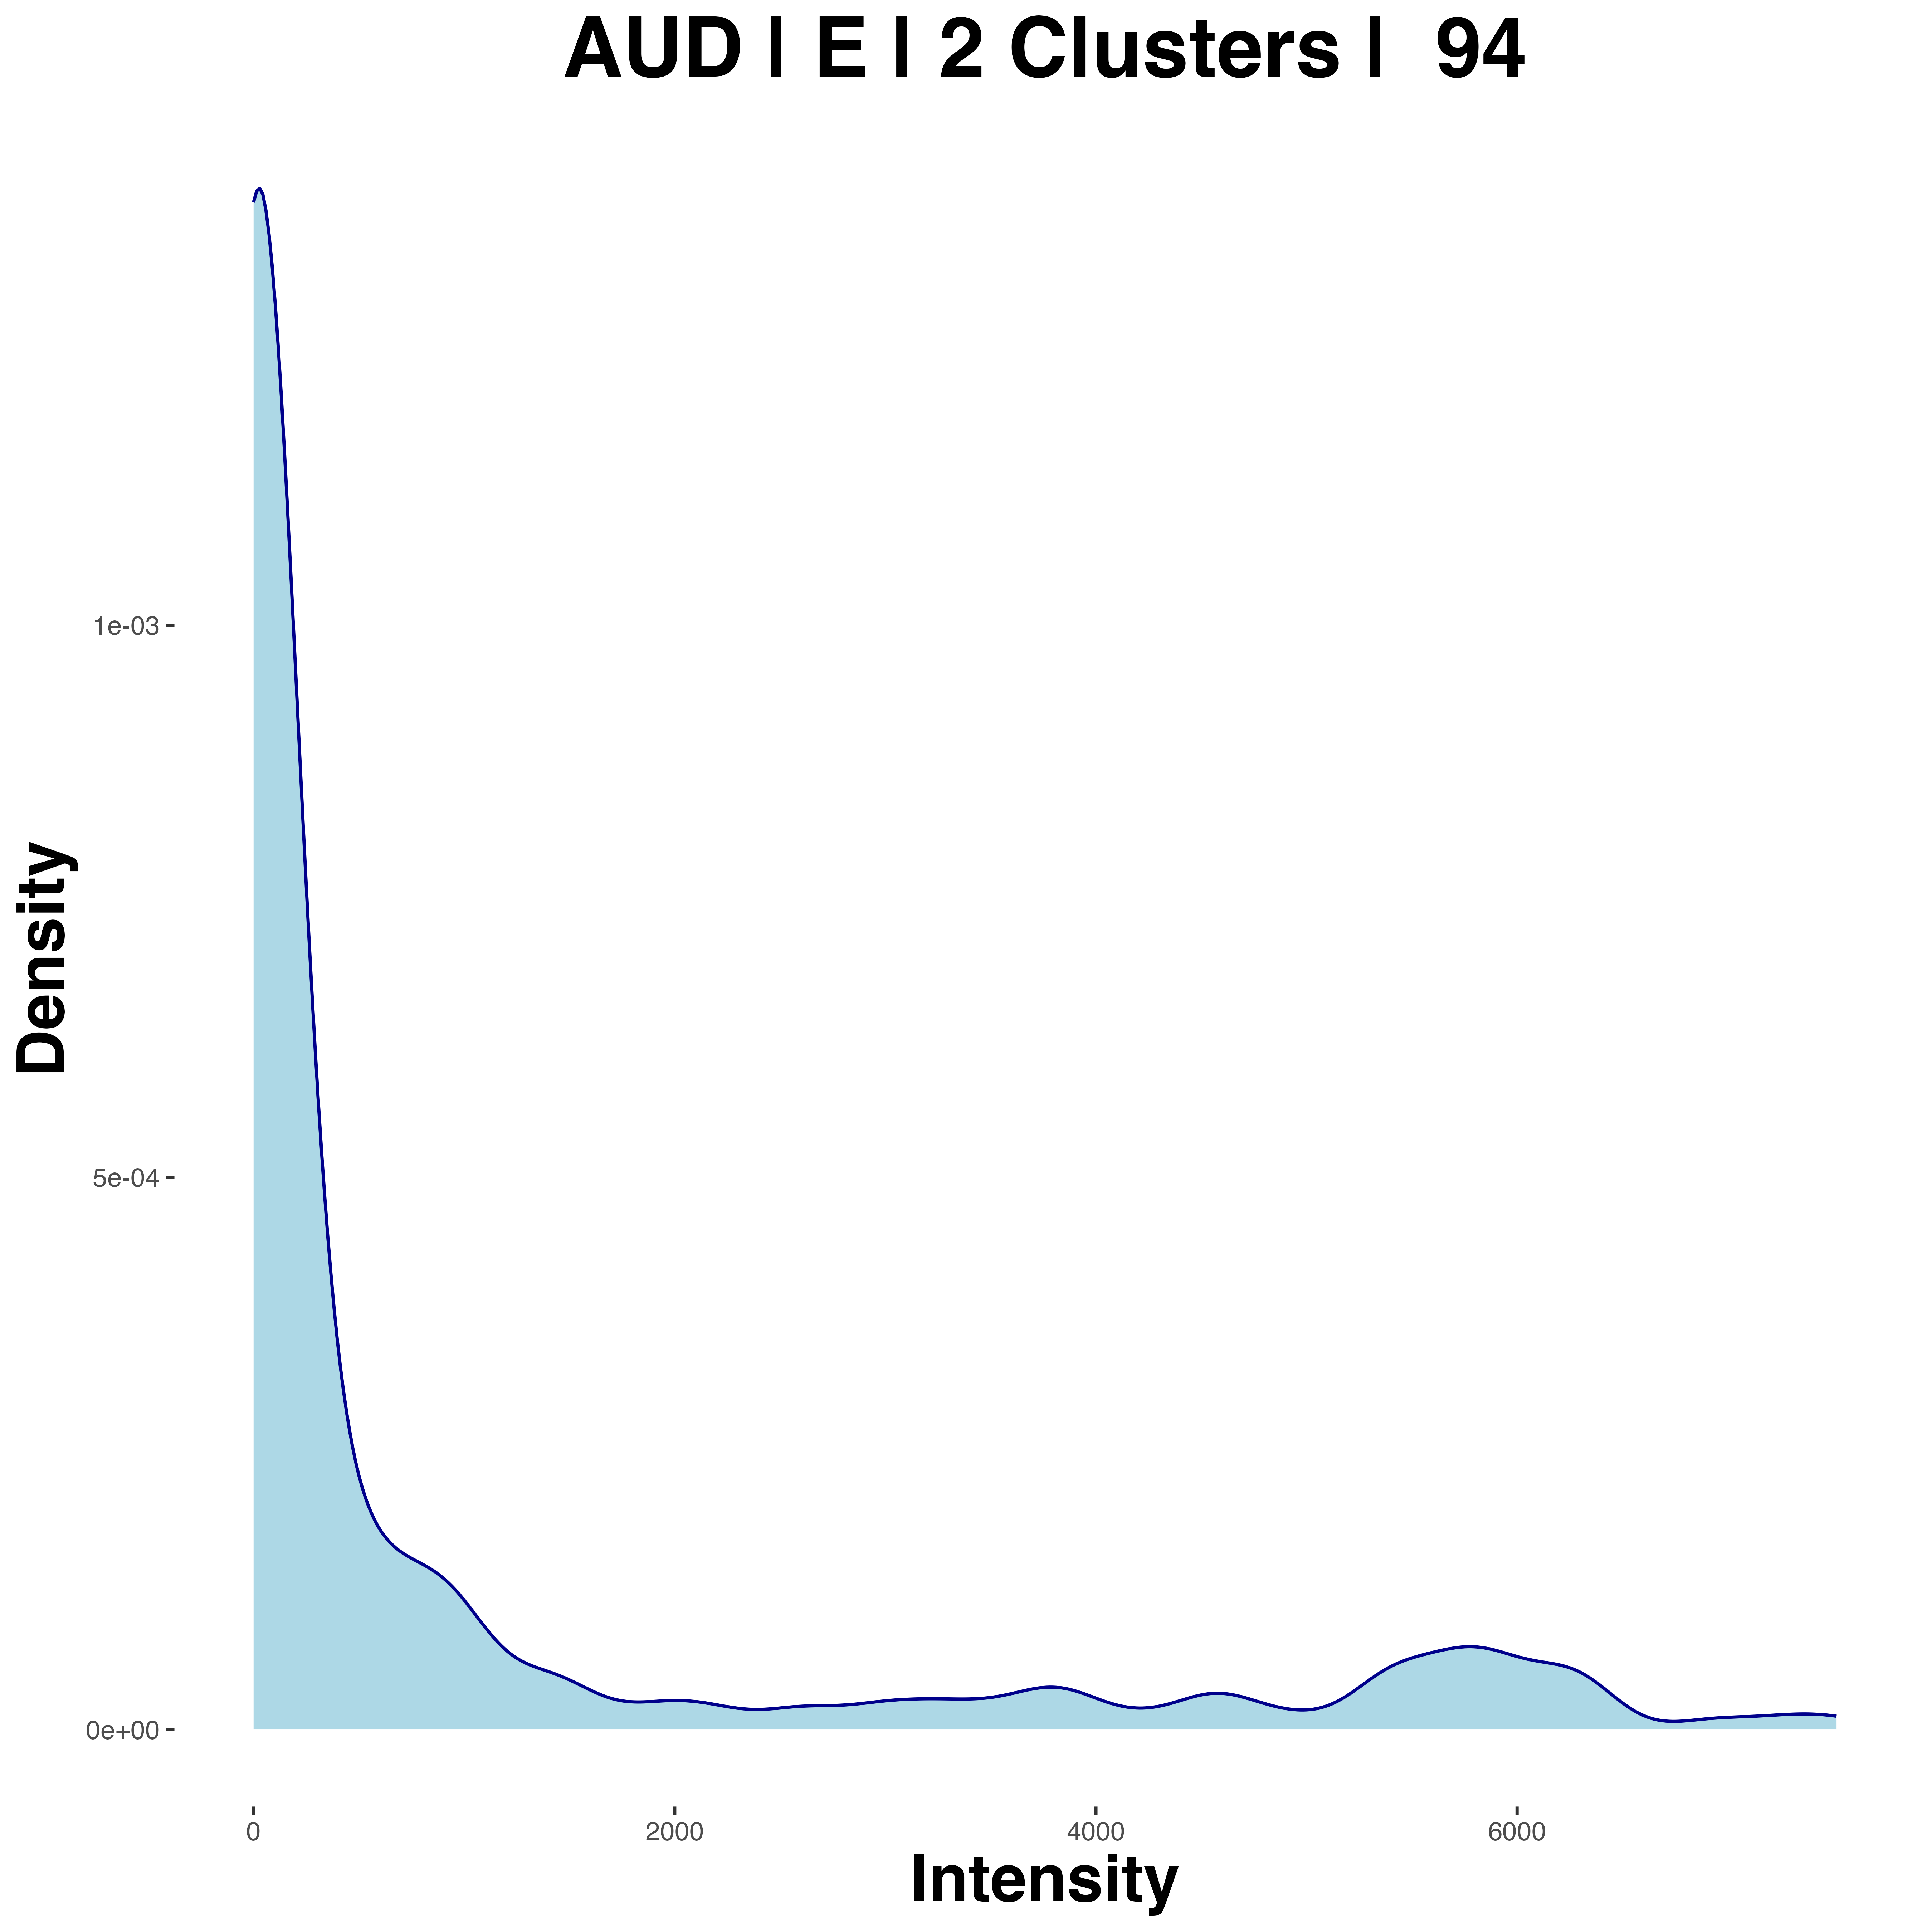 AUD | E | 2 Clusters | 94
Density
1e-03
5e-04
0e+00
0 2000 4000 6000
Intensity